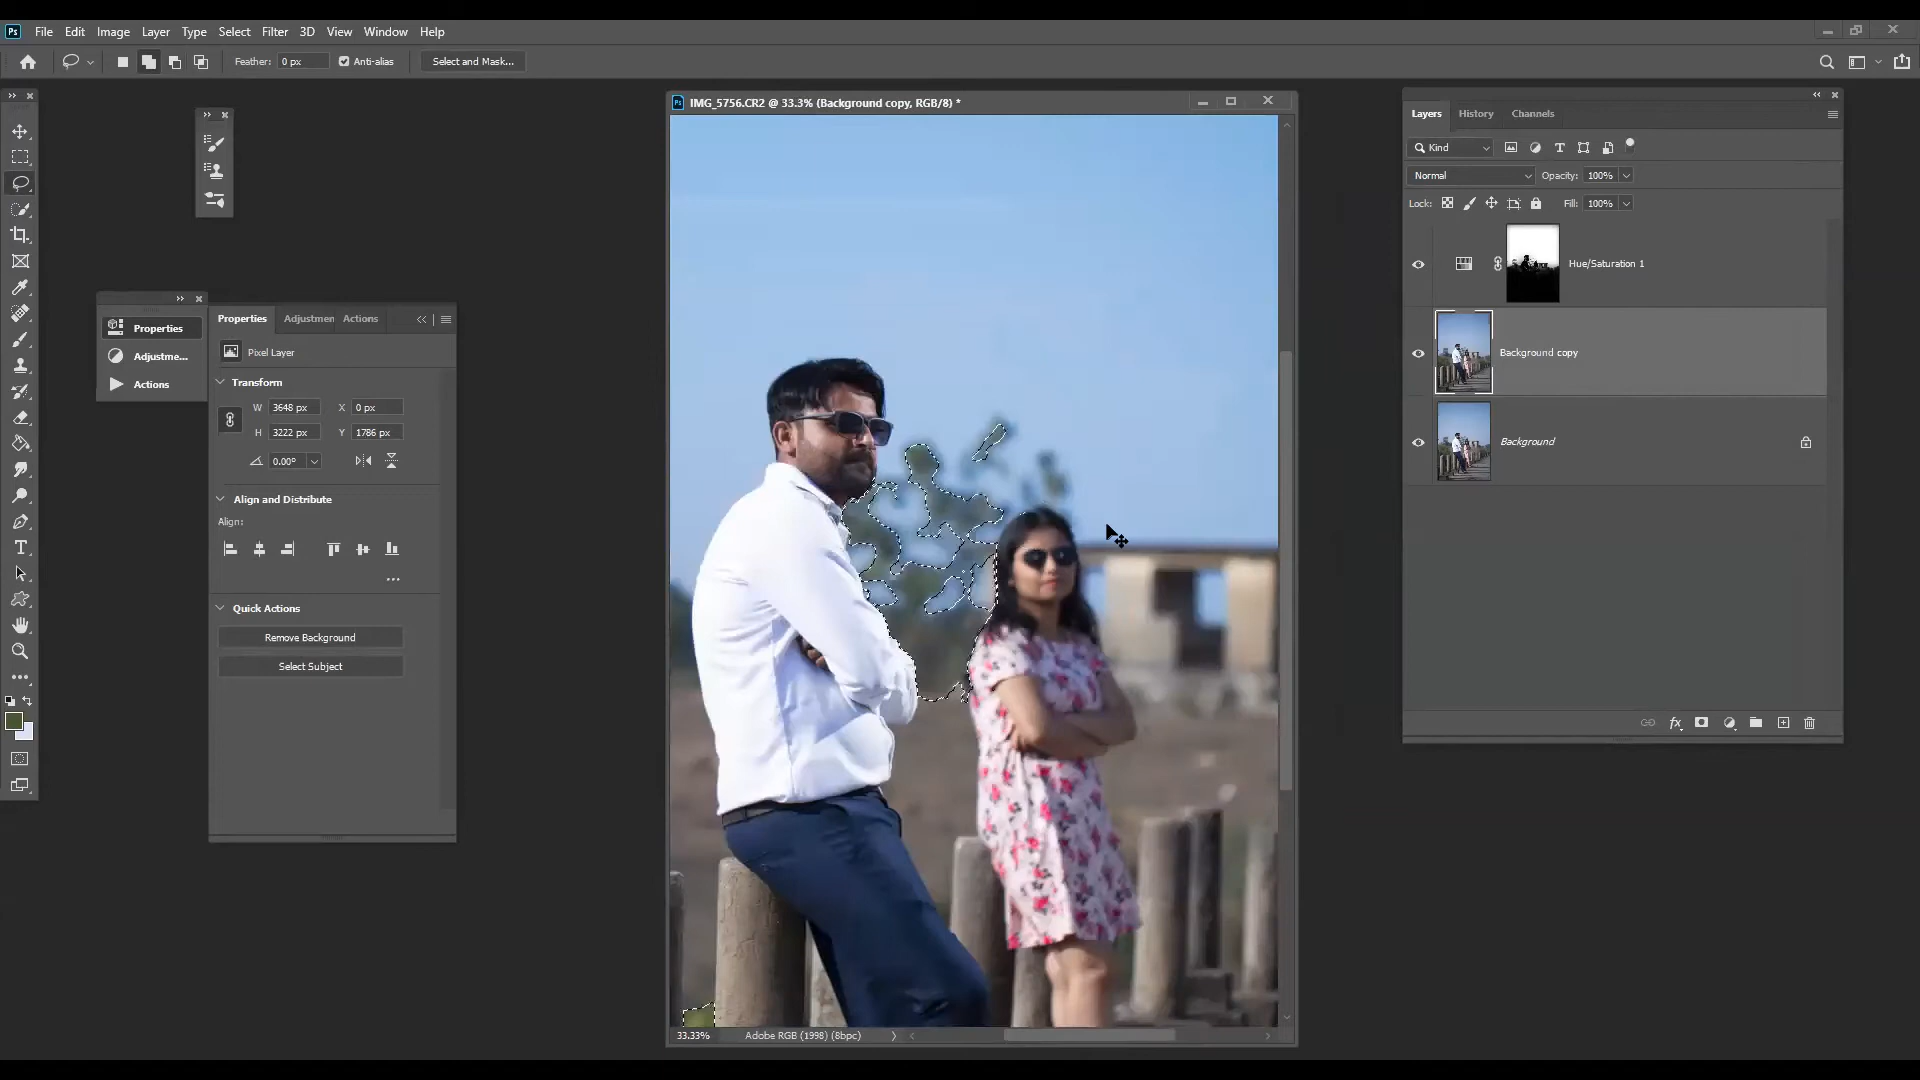 Ps File Edit Image Layer Type Select Filter 3D View Window Help
Feather: 0 px Anti-alias Select and Mask...
Ps IMG_5756.CR2 @ 33.3% (Background copy, RGB/8) *
Layers History Channels
Kind
Normal Opacity: 100%
Lock: Fill: 100%
Hue/Saturation 1
Background copy
Background
fx
Properties
Adjustme...
Actions
Properties Adjustmen Actions
Pixel Layer
Transform
W 3648 px X 0 px
H 3222 px Y 1786 px
0.00°
Align and Distribute
Align:
Quick Actions
Remove Background
Select Subject
33.33% Adobe RGB (1998) (8bpc)